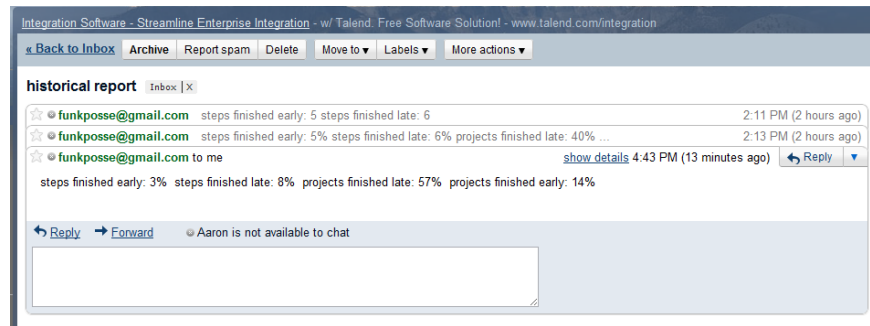 Integration Software - Streamline Enterprise Integration - w/ Talend. Free Software Solution! - www.talend.com/integration
« Back to Inbox Archive Report spam Delete Move to ▾ Labels ▾ More actions ▾
historical report Inbox | X
funkposse@gmail.com steps finished early: 5 steps finished late: 6 2:11 PM (2 hours ago)
funkposse@gmail.com steps finished early: 5% steps finished late: 6% projects finished late: 40% ... 2:13 PM (2 hours ago)
funkposse@gmail.com to me show details 4:43 PM (13 minutes ago) Reply ▾
steps finished early: 3% steps finished late: 8% projects finished late: 57% projects finished early: 14%
Reply Forward Aaron is not available to chat